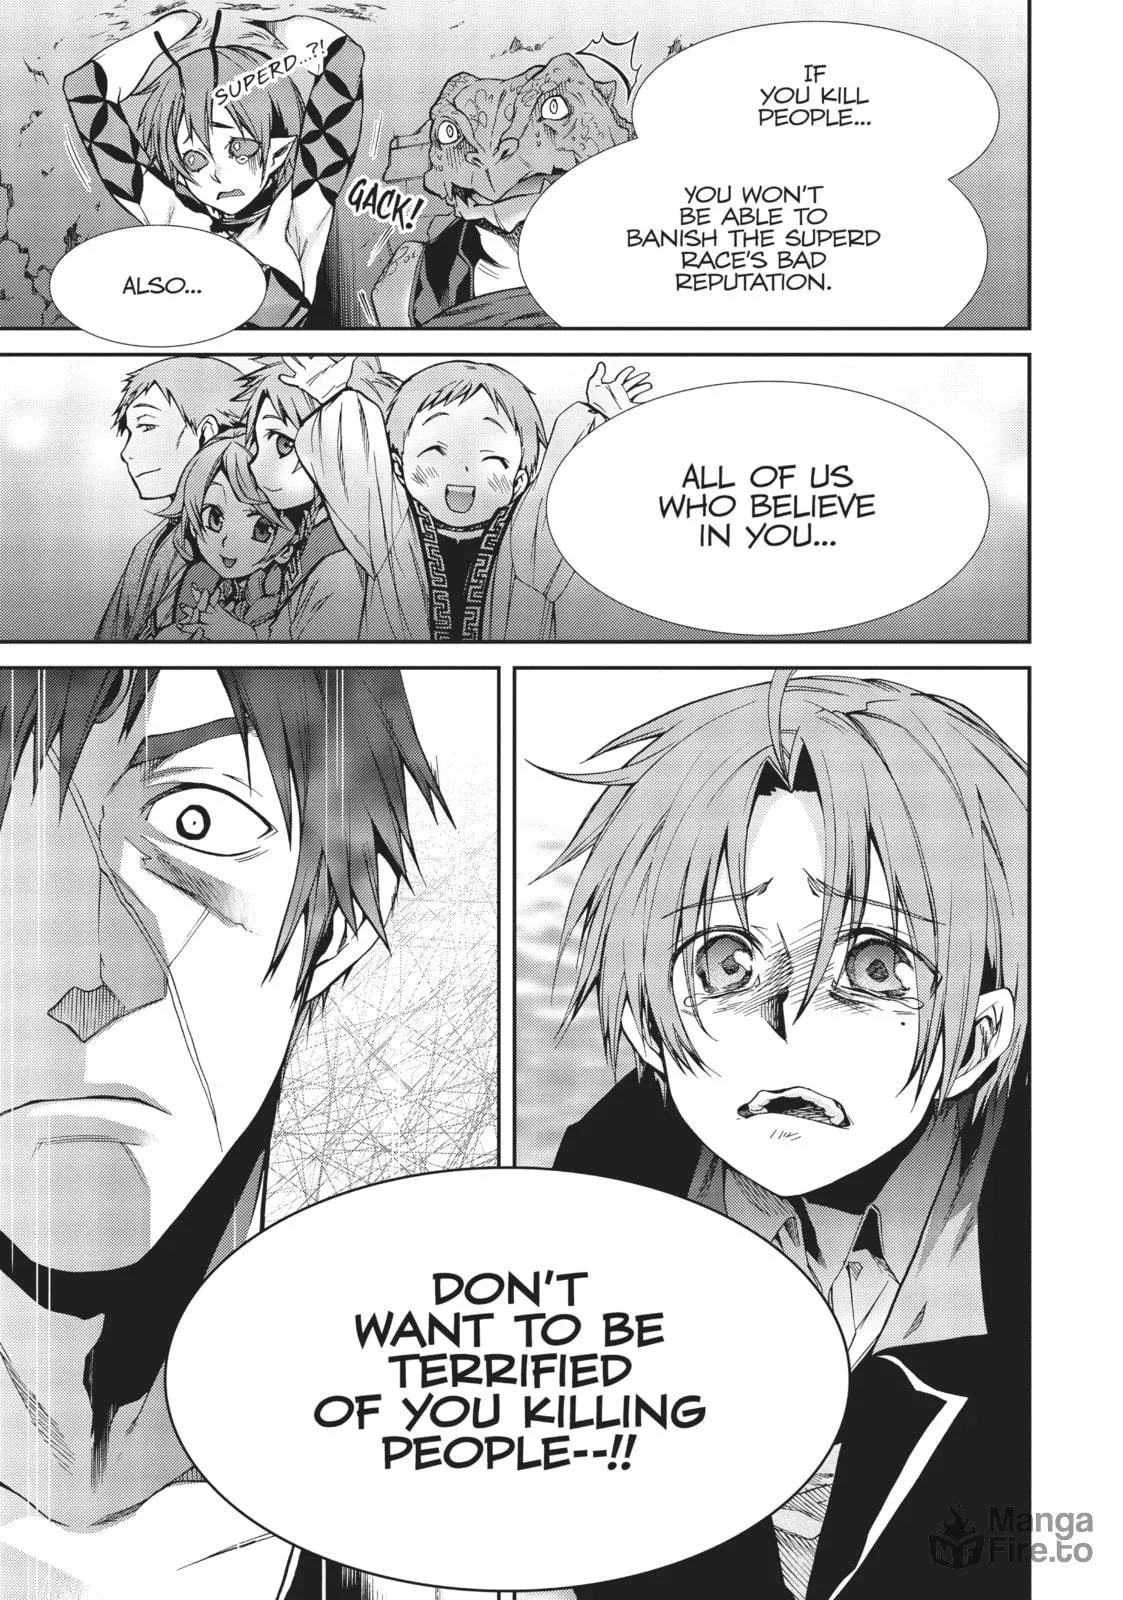 SUPERD...?!
GACK!
IF
YOU KILL
PEOPLE...
YOU WON'T
BE ABLE TO
BANISH THE SUPERD
RACE'S BAD
REPUTATION.
ALSO...
ALL OF US
WHO BELIEVE
IN YOU...
DON'T
WANT TO BE
TERRIFIED
OF YOU KILLING
PEOPLE--!!
Manga
MF Fire.to